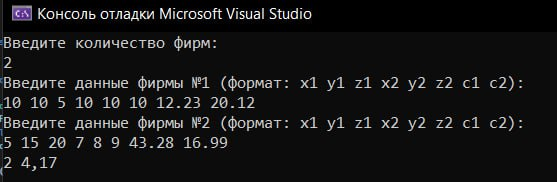 Консоль отладки Microsoft Visual Studio
Введите количество фирм:
2
Введите данные фирмы №1 (формат: x1 y1 z1 x2 y2 z2 c1 c2):
10 10 5 10 10 10 12.23 20.12
Введите данные фирмы №2 (формат: x1 y1 z1 x2 y2 z2 c1 c2):
5 15 20 7 8 9 43.28 16.99
2 4,17